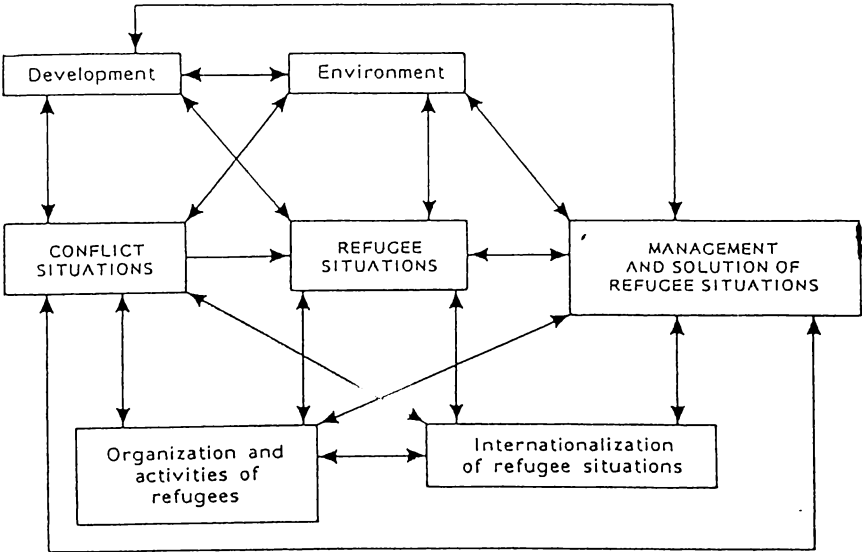 Development
Environment
CONFLICT
SITUATIONS
REFUGEE
SITUATIONS
MANAGEMENT
AND SOLUTION OF
REFUGEE SITUATIONS
Organization and
activities of
refugees
Internationalization
of refugee situations